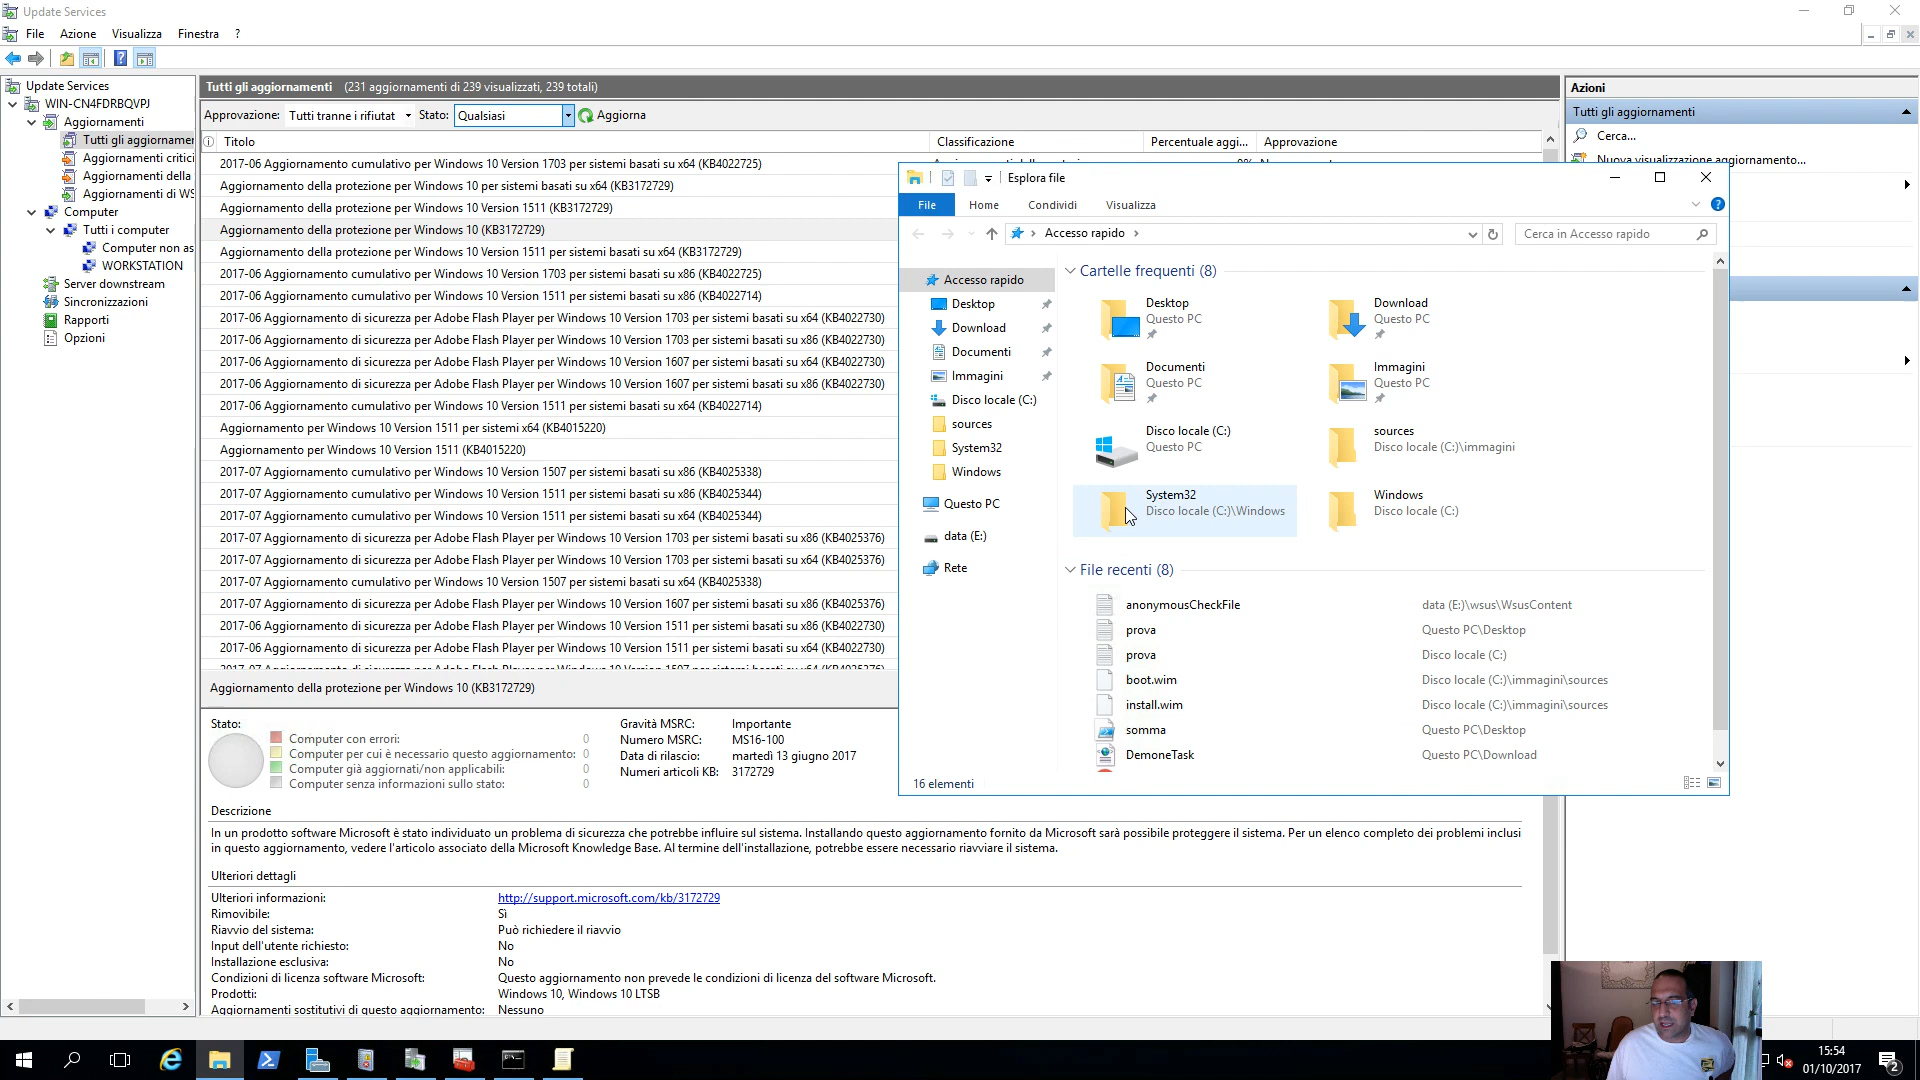 Update Services
File Azione Visualizza Finestra ?
Update Services
WIN-CN4FDRBQVPJ
Aggiornamenti
Tutti gli aggiornamer
Aggiornamenti critici
Aggiornamenti della
Aggiornamenti di WS
Computer
Tutti i computer
Computer non as
WORKSTATION
Server downstream
Sincronizzazioni
Rapporti
Opzioni
Tutti gli aggiornamenti (231 aggiornamenti di 239 visualizzati, 239 totali)
Approvazione: Tutti tranne i rifiutat Stato: Qualsiasi Aggiorna
Titolo Classificazione Percentuale aggi... Approvazione
2017-06 Aggiornamento cumulativo per Windows 10 Version 1703 per sistemi basati su x64 (KB4022725)
Aggiornamento della protezione per Windows 10 per sistemi basati su x64 (KB3172729)
Aggiornamento della protezione per Windows 10 Version 1511 (KB3172729)
Aggiornamento della protezione per Windows 10 (KB3172729)
Aggiornamento della protezione per Windows 10 Version 1511 per sistemi basati su x64 (KB3172729)
2017-06 Aggiornamento cumulativo per Windows 10 Version 1703 per sistemi basati su x86 (KB4022725)
2017-06 Aggiornamento cumulativo per Windows 10 Version 1511 per sistemi basati su x86 (KB4022714)
2017-06 Aggiornamento di sicurezza per Adobe Flash Player per Windows 10 Version 1703 per sistemi basati su x64 (KB4022730)
2017-06 Aggiornamento di sicurezza per Adobe Flash Player per Windows 10 Version 1703 per sistemi basati su x86 (KB4022730)
2017-06 Aggiornamento di sicurezza per Adobe Flash Player per Windows 10 Version 1607 per sistemi basati su x64 (KB4022730)
2017-06 Aggiornamento di sicurezza per Adobe Flash Player per Windows 10 Version 1607 per sistemi basati su x86 (KB4022730)
2017-06 Aggiornamento cumulativo per Windows 10 Version 1511 per sistemi basati su x64 (KB4022714)
Aggiornamento per Windows 10 Version 1511 per sistemi x64 (KB4015220)
Aggiornamento per Windows 10 Version 1511 (KB4015220)
2017-07 Aggiornamento cumulativo per Windows 10 Version 1507 per sistemi basati su x86 (KB4025338)
2017-07 Aggiornamento cumulativo per Windows 10 Version 1511 per sistemi basati su x86 (KB4025344)
2017-07 Aggiornamento cumulativo per Windows 10 Version 1511 per sistemi basati su x64 (KB4025344)
2017-07 Aggiornamento di sicurezza per Adobe Flash Player per Windows 10 Version 1703 per sistemi basati su x86 (KB4025376)
2017-07 Aggiornamento di sicurezza per Adobe Flash Player per Windows 10 Version 1703 per sistemi basati su x64 (KB4025376)
2017-07 Aggiornamento cumulativo per Windows 10 Version 1507 per sistemi basati su x64 (KB4025338)
2017-07 Aggiornamento di sicurezza per Adobe Flash Player per Windows 10 Version 1607 per sistemi basati su x86 (KB4025376)
2017-06 Aggiornamento di sicurezza per Adobe Flash Player per Windows 10 Version 1511 per sistemi basati su x86 (KB4022730)
2017-06 Aggiornamento di sicurezza per Adobe Flash Player per Windows 10 Version 1511 per sistemi basati su x64 (KB4022730)
2017-07 Aggiornamento di sicurezza per Adobe Flash Player per Windows 10 Version 1507 per sistemi basati su x64 (KB4025376)
Aggiornamento della protezione per Windows 10 (KB3172729)
Stato:
Computer con errori: 0
Computer per cui è necessario questo aggiornamento: 0
Computer già aggiornati/non applicabili: 0
Computer senza informazioni sullo stato: 0
Gravità MSRC: Importante
Numero MSRC: MS16-100
Data di rilascio: martedì 13 giugno 2017
Numeri articoli KB: 3172729
Descrizione
In un prodotto software Microsoft è stato individuato un problema di sicurezza che potrebbe influire sul sistema. Installando questo aggiornamento fornito da Microsoft sarà possibile proteggere il sistema. Per un elenco completo dei problemi inclusi
in questo aggiornamento, vedere l'articolo associato della Microsoft Knowledge Base. Al termine dell'installazione, potrebbe essere necessario riavviare il sistema.
Ulteriori dettagli
Ulteriori informazioni: http://support.microsoft.com/kb/3172729
Rimovibile: Sì
Riavvio del sistema: Può richiedere il riavvio
Input dell'utente richiesto: No
Installazione esclusiva: No
Condizioni di licenza software Microsoft: Questo aggiornamento non prevede le condizioni di licenza del software Microsoft.
Prodotti: Windows 10, Windows 10 LTSB
Aggiornamenti sostitutivi di questo aggiornamento: Nessuno
Azioni
Tutti gli aggiornamenti
Cerca...
Nuova visualizzazione aggiornamento...
Esplora file
File Home Condividi Visualizza
Accesso rapido
Cerca in Accesso rapido
Accesso rapido
Desktop
Download
Documenti
Immagini
Disco locale (C:)
sources
System32
Windows
Questo PC
data (E:)
Rete
Cartelle frequenti (8)
Desktop
Questo PC
Download
Questo PC
Documenti
Questo PC
Immagini
Questo PC
Disco locale (C:)
Questo PC
sources
Disco locale (C:)\immagini
System32
Disco locale (C:)\Windows
Windows
Disco locale (C:)
File recenti (8)
anonymousCheckFile data (E:)\wsus\WsusContent
prova Questo PC\Desktop
prova Disco locale (C:)
boot.wim Disco locale (C:)\immagini\sources
install.wim Disco locale (C:)\immagini\sources
somma Questo PC\Desktop
DemoneTask Questo PC\Download
16 elementi
15:54
01/10/2017
2